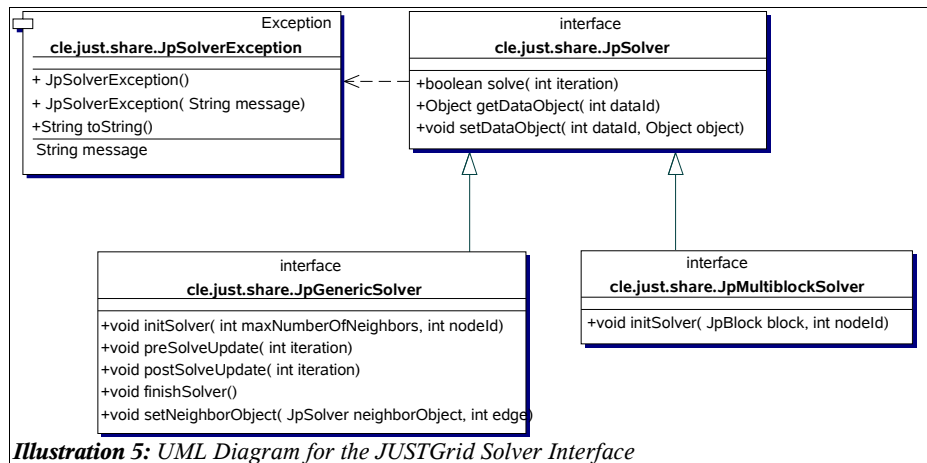 Exception
cle.just.share.JpSolverException
+ JpSolverException()
+ JpSolverException( String message)
+String toString()
String message
interface
cle.just.share.JpSolver
+boolean solve( int iteration)
+Object getDataObject( int dataId)
+void setDataObject( int dataId, Object object)
interface
cle.just.share.JpGenericSolver
+void initSolver( int maxNumberOfNeighbors, int nodeId)
+void preSolveUpdate( int iteration)
+void postSolveUpdate( int iteration)
+void finishSolver()
+void setNeighborObject( JpSolver neighborObject, int edge)
interface
cle.just.share.JpMultiblockSolver
+void initSolver( JpBlock block, int nodeId)
Illustration 5: UML Diagram for the JUSTGrid Solver Interface